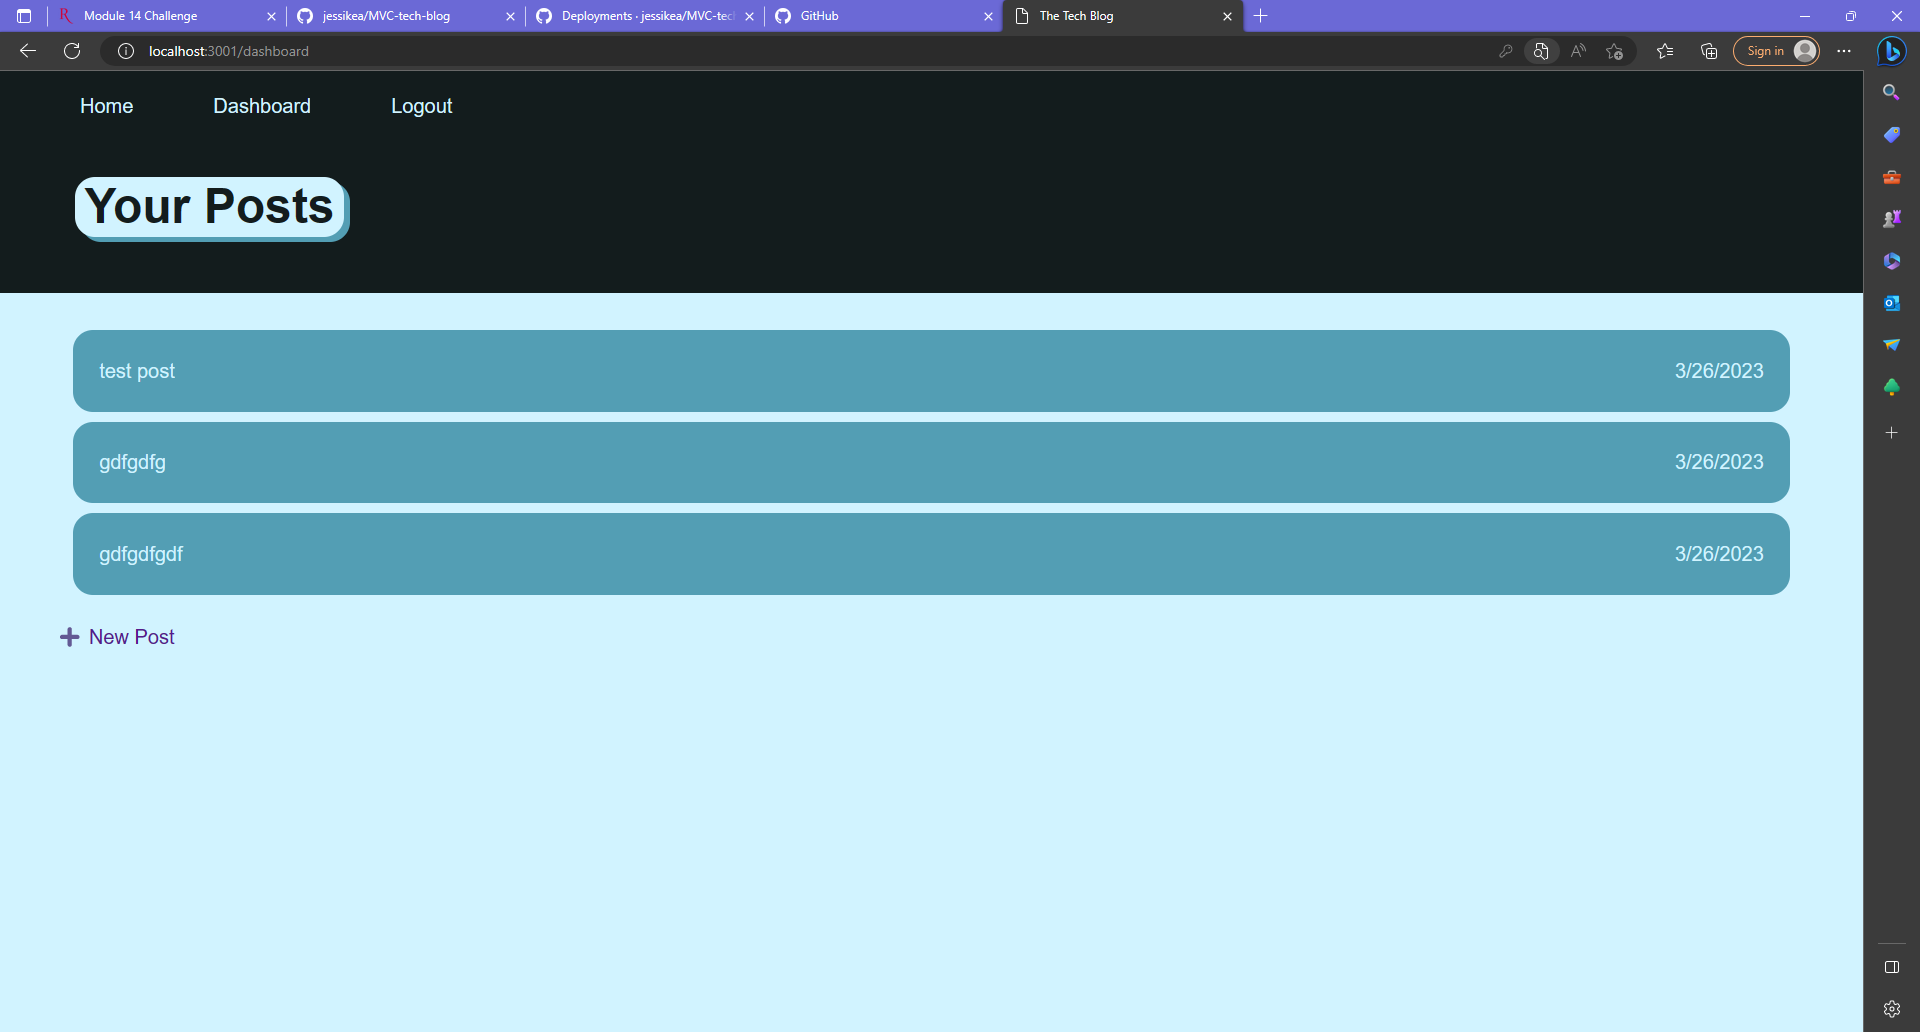 Module 14 Challenge
jessikea/MVC-tech-blog
Deployments · jessikea/MVC-tec
GitHub
The Tech Blog
localhost:3001/dashboard
Sign in
Home Dashboard Logout
Your Posts
test post 3/26/2023
gdfgdfg 3/26/2023
gdfgdfgdf 3/26/2023
New Post